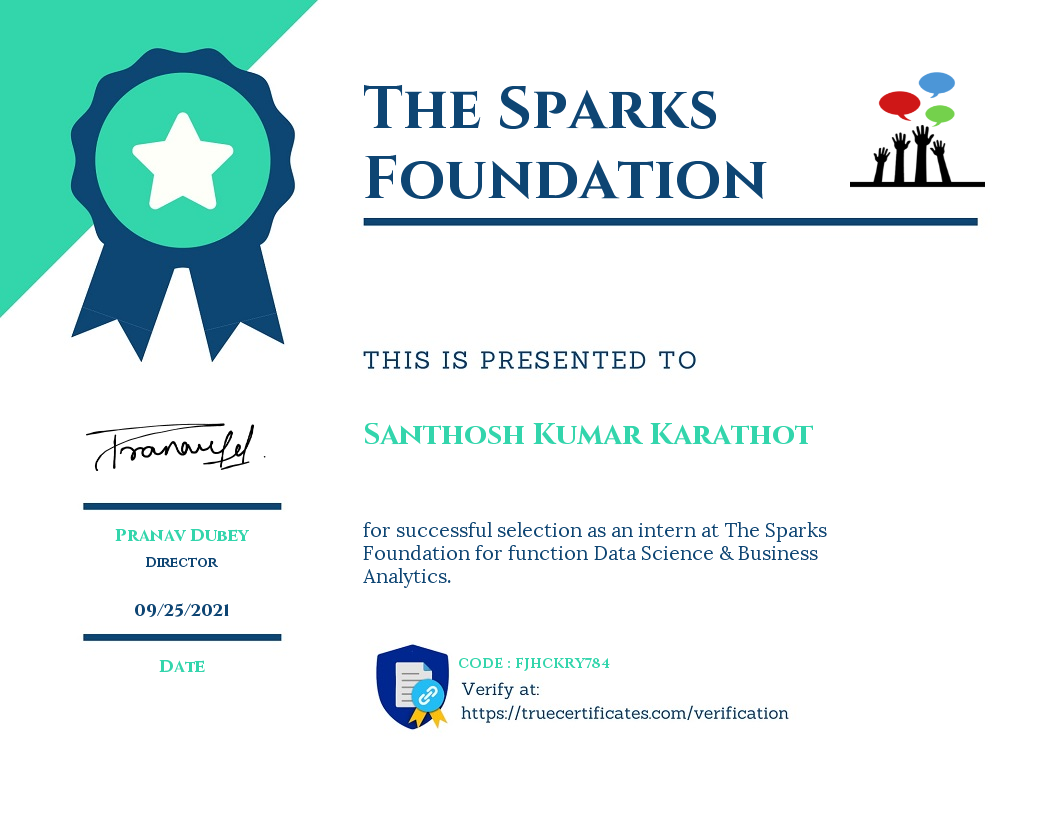 The Sparks
Foundation
THIS IS PRESENTED TO
Santhosh Kumar Karathot
for successful selection as an intern at The Sparks
Foundation for function Data Science & Business
Analytics.
Pranav Dubey
Director
09/25/2021
Date
CODE : FJHCKRY784
Verify at:
https://truecertificates.com/verification